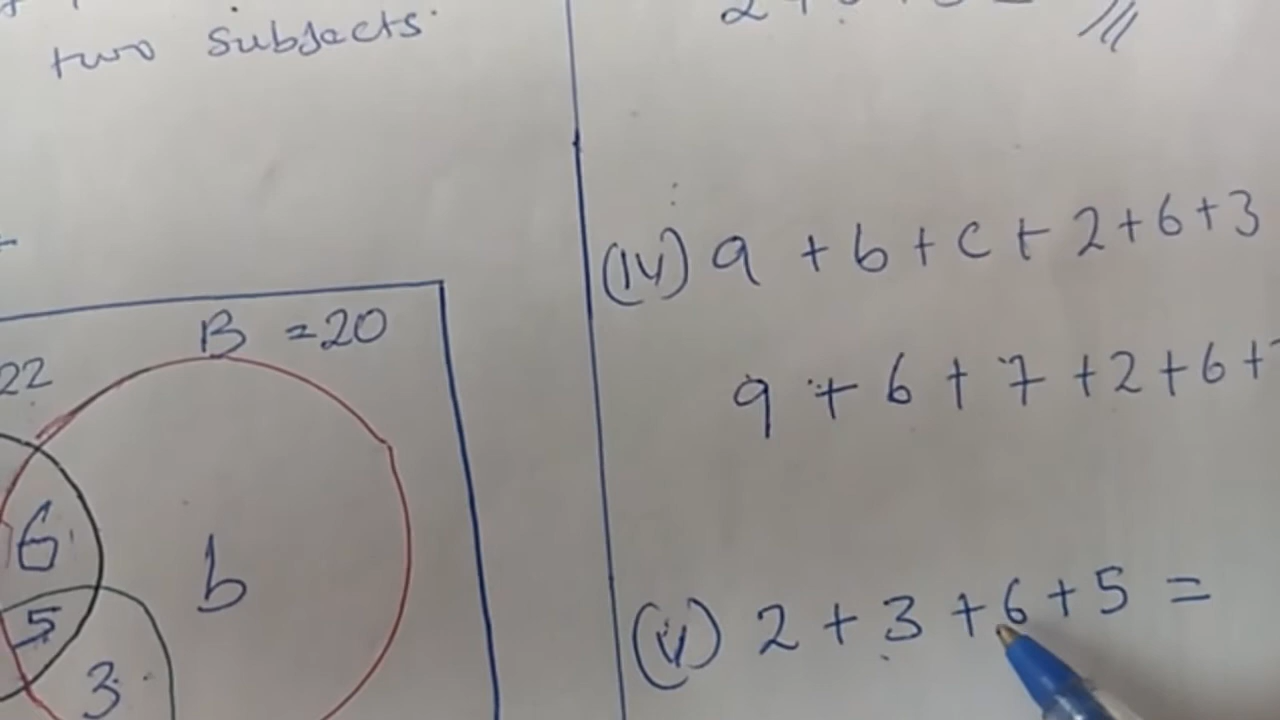 two subjects.
22
B =20
6
5
3
b
(iv) a + b + c + 2 + 6 + 3
9 + 6 + 7 + 2 + 6 +
(v) 2 + 3 + 6 + 5 =